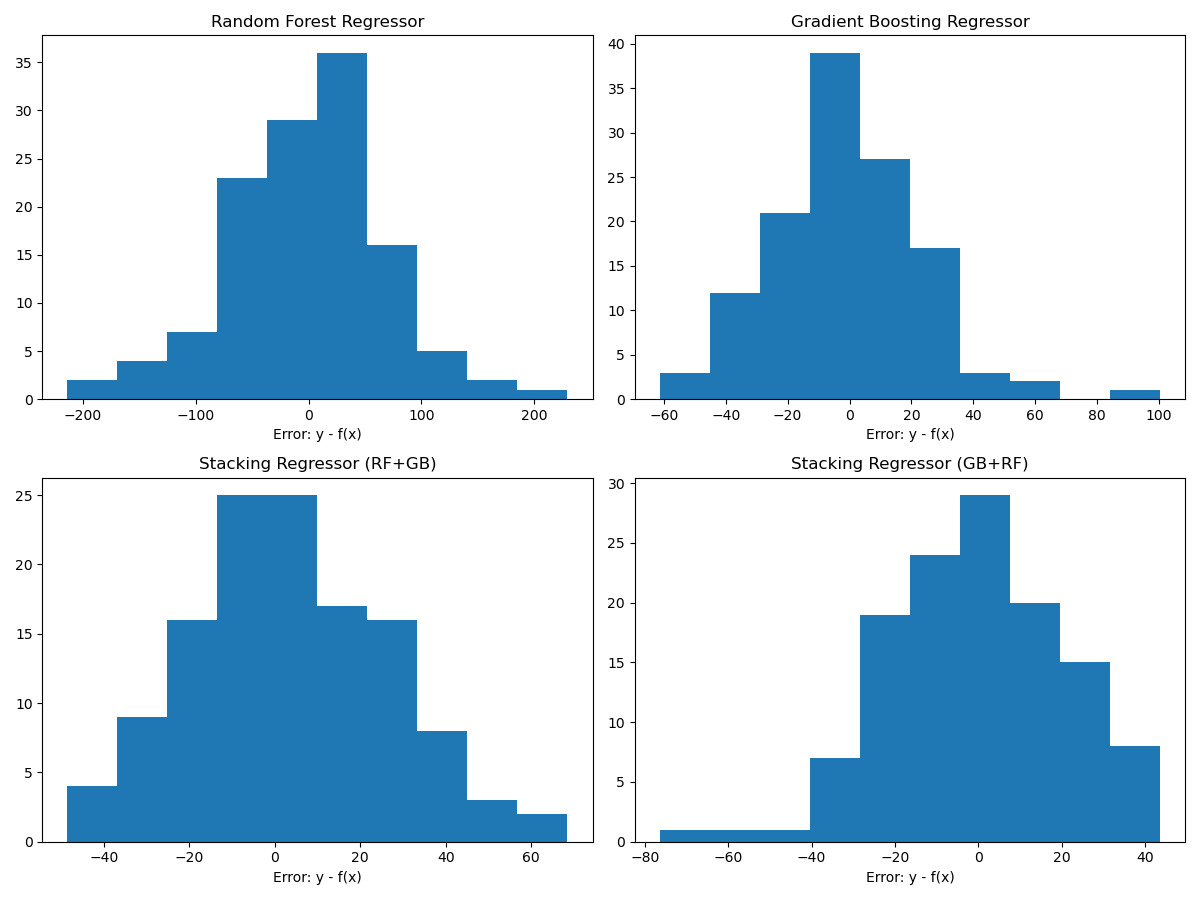 Random Forest Regressor
35
30
25
20
15
10
5
0
−200 −100 0 100 200
Error: y - f(x)
Gradient Boosting Regressor
40
35
30
25
20
15
10
5
0
−60 −40 −20 0 20 40 60 80 100
Error: y - f(x)
Stacking Regressor (RF+GB)
25
20
15
10
5
0
−40 −20 0 20 40 60
Error: y - f(x)
Stacking Regressor (GB+RF)
30
25
20
15
10
5
0
−80 −60 −40 −20 0 20 40
Error: y - f(x)